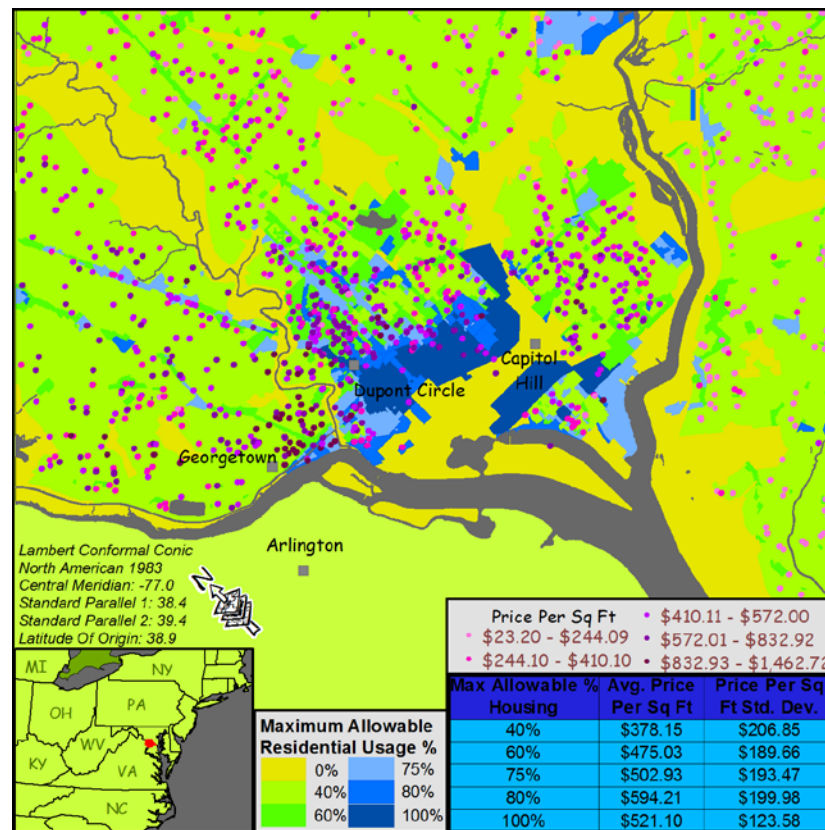 Dupont Circle
Capitol
Hill
Georgetown
Arlington
Lambert Conformal Conic
North American 1983
Central Meridian: -77.0
Standard Parallel 1: 38.4
Standard Parallel 2: 39.4
Latitude Of Origin: 38.9
N
Price Per Sq Ft
$23.20 - $244.09
$244.10 - $410.10
$410.11 - $572.00
$572.01 - $832.92
$832.93 - $1,462.72
Max Allowable % Housing Avg. Price Per Sq Ft Price Per Sq Ft Std. Dev.
40% $378.15 $206.85
60% $475.03 $189.66
75% $502.93 $193.47
80% $594.21 $199.98
100% $521.10 $123.58
Maximum Allowable
Residential Usage %
0% 75%
40% 80%
60% 100%
MI
NY
PA
OH
WV
KY
VA
NC